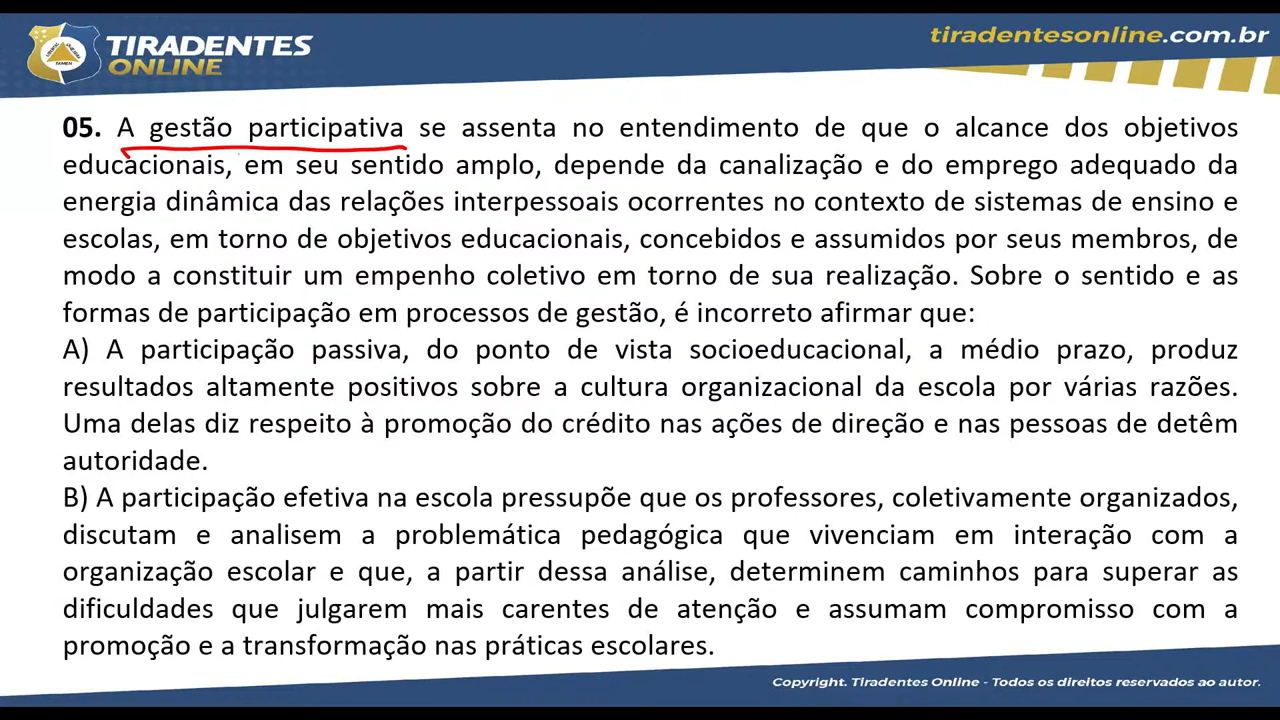 TIRADENTES
ONLINE
tiradentesonline.com.br
05. A gestão participativa se assenta no entendimento de que o alcance dos objetivos
educacionais, em seu sentido amplo, depende da canalização e do emprego adequado da
energia dinâmica das relações interpessoais ocorrentes no contexto de sistemas de ensino e
escolas, em torno de objetivos educacionais, concebidos e assumidos por seus membros, de
modo a constituir um empenho coletivo em torno de sua realização. Sobre o sentido e as
formas de participação em processos de gestão, é incorreto afirmar que:
A) A participação passiva, do ponto de vista socioeducacional, a médio prazo, produz
resultados altamente positivos sobre a cultura organizacional da escola por várias razões.
Uma delas diz respeito à promoção do crédito nas ações de direção e nas pessoas de detêm
autoridade.
B) A participação efetiva na escola pressupõe que os professores, coletivamente organizados,
discutam e analisem a problemática pedagógica que vivenciam em interação com a
organização escolar e que, a partir dessa análise, determinem caminhos para superar as
dificuldades que julgarem mais carentes de atenção e assumam compromisso com a
promoção e a transformação nas práticas escolares.
Copyright. Tiradentes Online - Todos os direitos reservados ao autor.